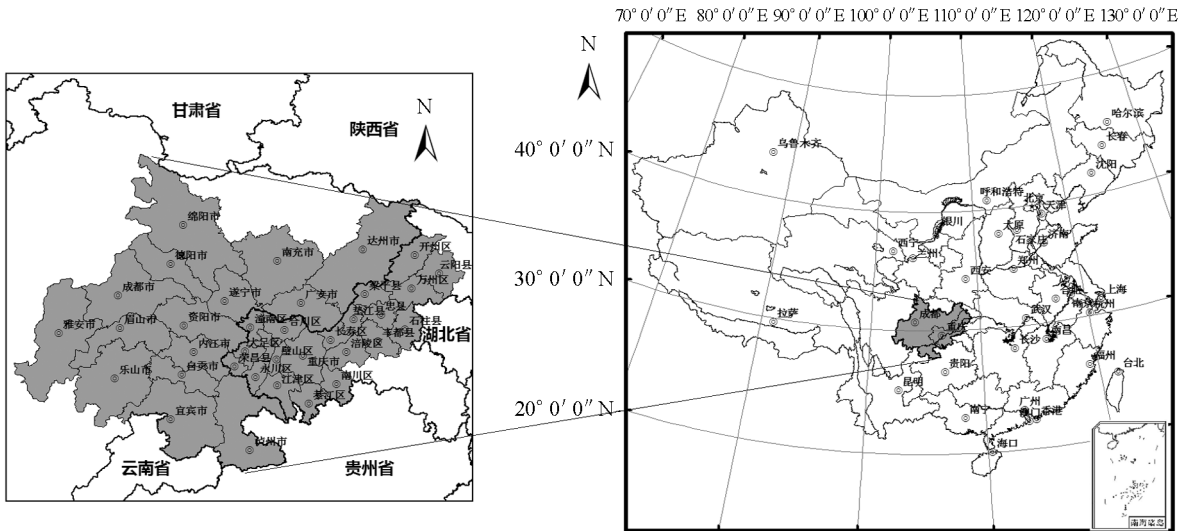 70° 0′ 0″ E 80° 0′ 0″ E 90° 0′ 0″ E 100° 0′ 0″ E 110° 0′ 0″ E 120° 0′ 0″ E 130° 0′ 0″ E
N
甘肃省
陕西省
N
绵阳市
德阳市
南充市
达州市
开州区
云阳县
万州区
成都市
遂宁市
广安市
梁平县
忠县
垫江县
石柱县
雅安市
眉山市
资阳市
潼南区
合川区
长寿区
丰都县
湖北省
内江市
大足区
荣昌县
璧山区
涪陵区
重庆市
乐山市
自贡市
永川区
江津区
南川区
綦江区
宜宾市
泸州市
云南省
贵州省
40° 0′ 0″ N
30° 0′ 0″ N
20° 0′ 0″ N
哈尔滨
长春
乌鲁木齐
沈阳
呼和浩特
北京
天津
银川
太原
石家庄
济南
西宁
兰州
郑州
西安
上海
南京
杭州
拉萨
成都
重庆
武汉
南昌
长沙
贵阳
福州
台北
昆明
广州
南宁
澳门
香港
海口
南海诸岛